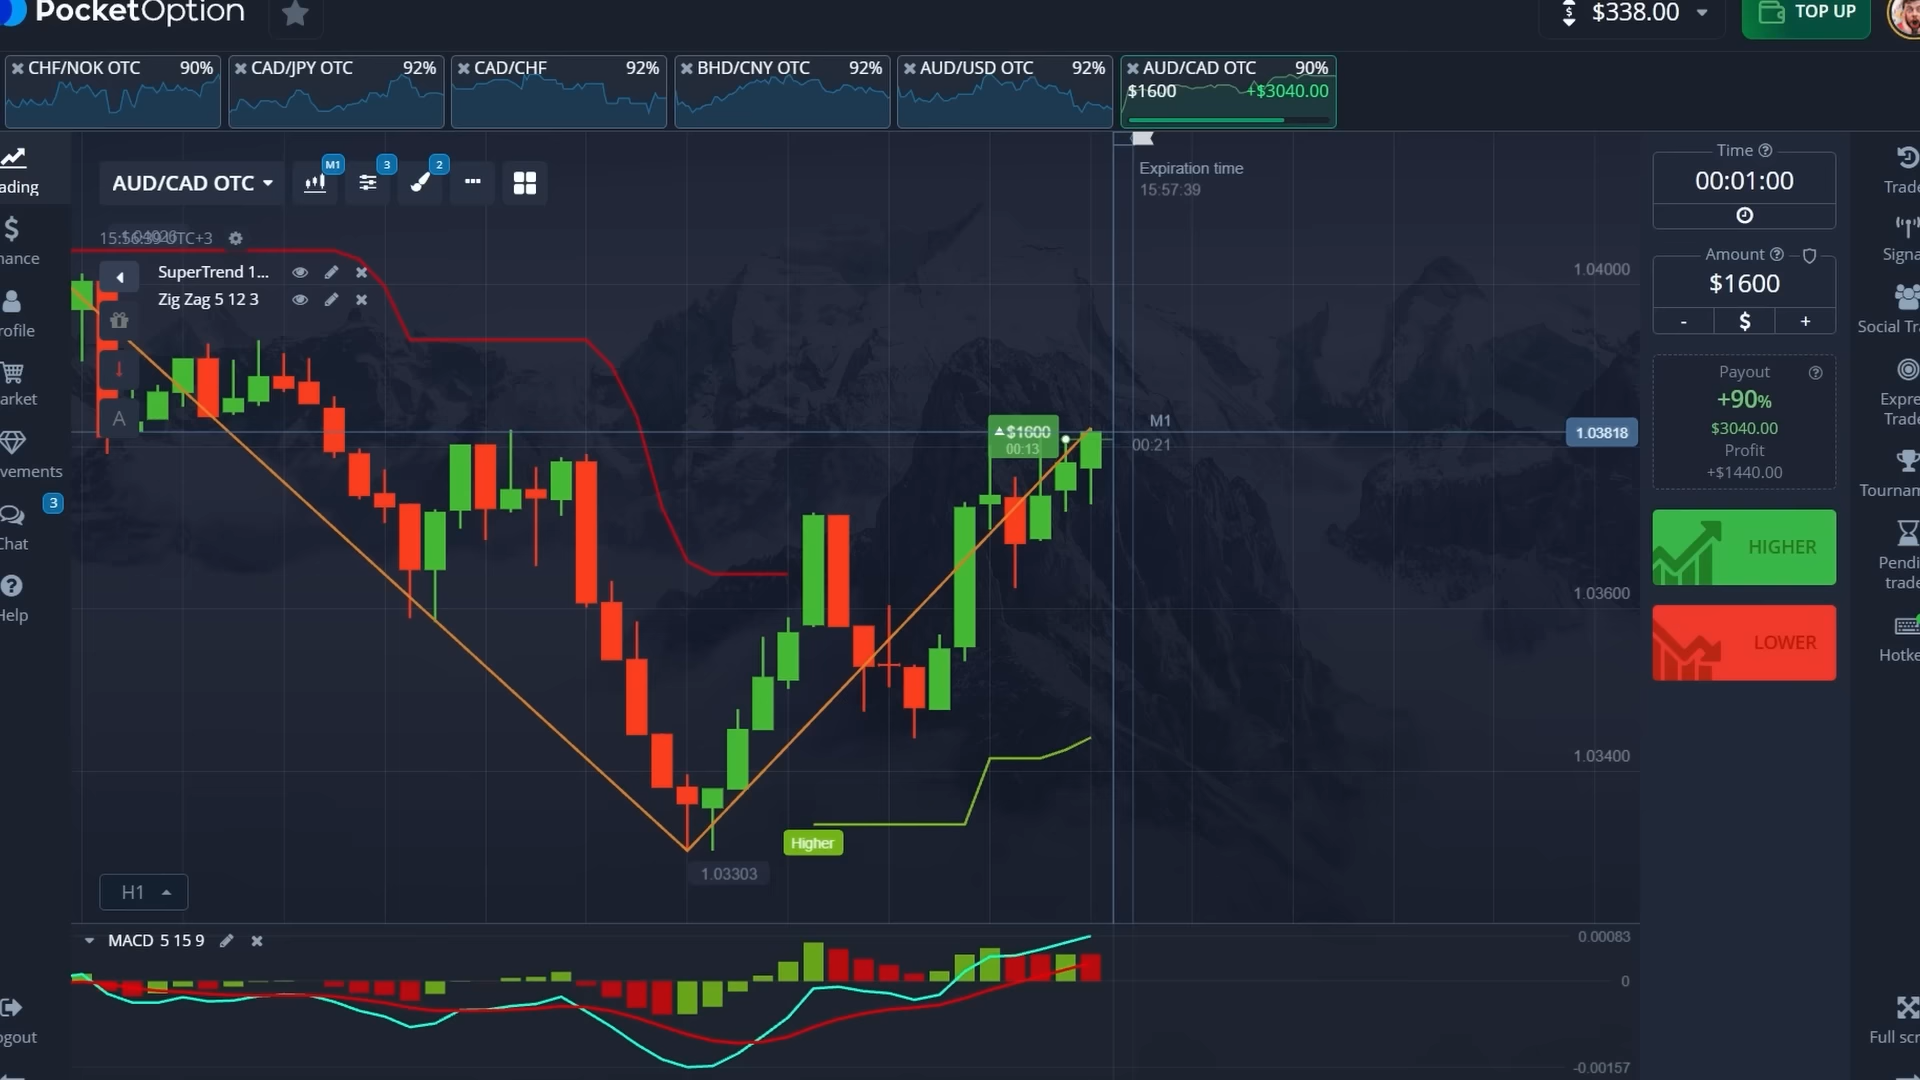 PocketOption
$338.00
TOP UP
CHF/NOK OTC 90%
CAD/JPY OTC 92%
CAD/CHF 92%
BHD/CNY OTC 92%
AUD/USD OTC 92%
AUD/CAD OTC 90%
$1600 +$3040.00
ading
nance
rofile
arket
vements
3
Chat
Help
ogout
AUD/CAD OTC
M1
3
2
UTC+3
SuperTrend 1...
Zig Zag 5 12 3
A
Expiration time
15:57:39
$1600
00:13
M1
00:21
1.04000
1.03818
1.03600
1.03400
Higher
1.03303
H1
MACD 5 15 9
0.00083
0
-0.00157
Time
00:01:00
Amount
$1600
- $ +
Payout
+90%
$3040.00
Profit
+$1440.00
HIGHER
LOWER
Trade
Signa
Social Tra
Expre
Trade
Tournam
Pendi
trade
Hotke
Full scr